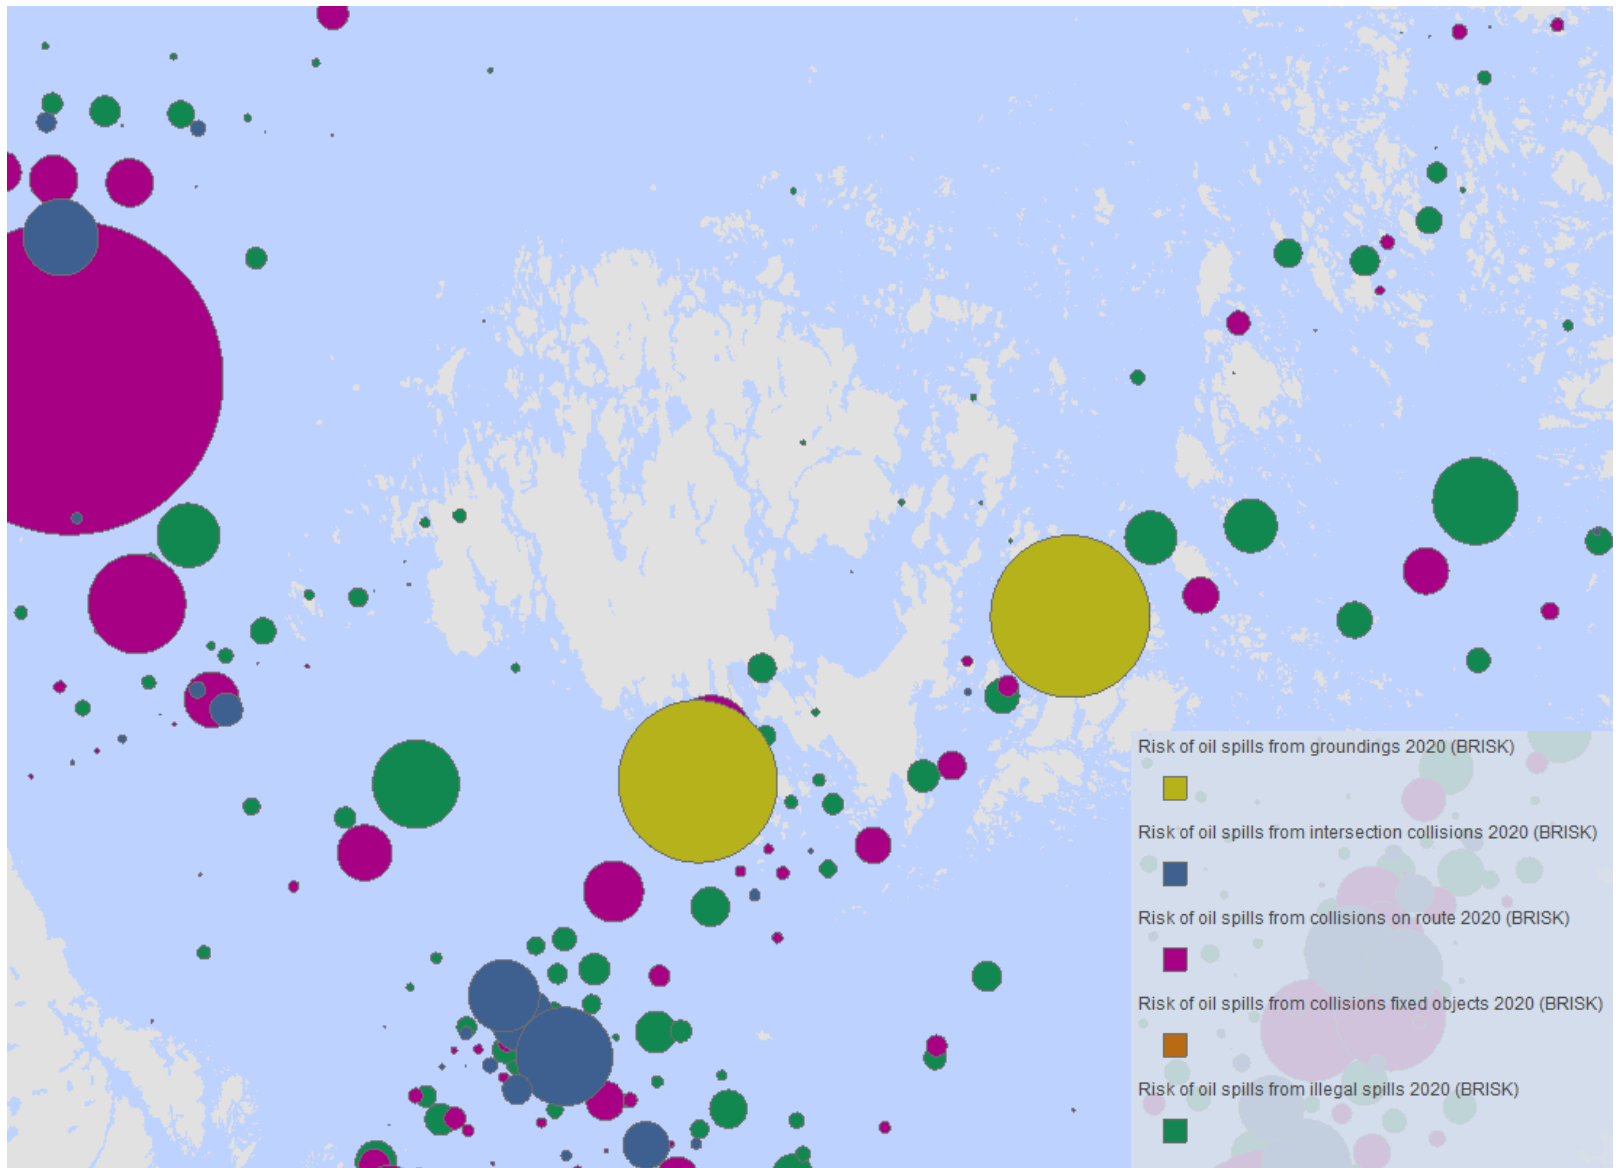 Risk of oil spills from groundings 2020 (BRISK)
Risk of oil spills from intersection collisions 2020 (BRISK)
Risk of oil spills from collisions on route 2020 (BRISK)
Risk of oil spills from collisions fixed objects 2020 (BRISK)
Risk of oil spills from illegal spills 2020 (BRISK)